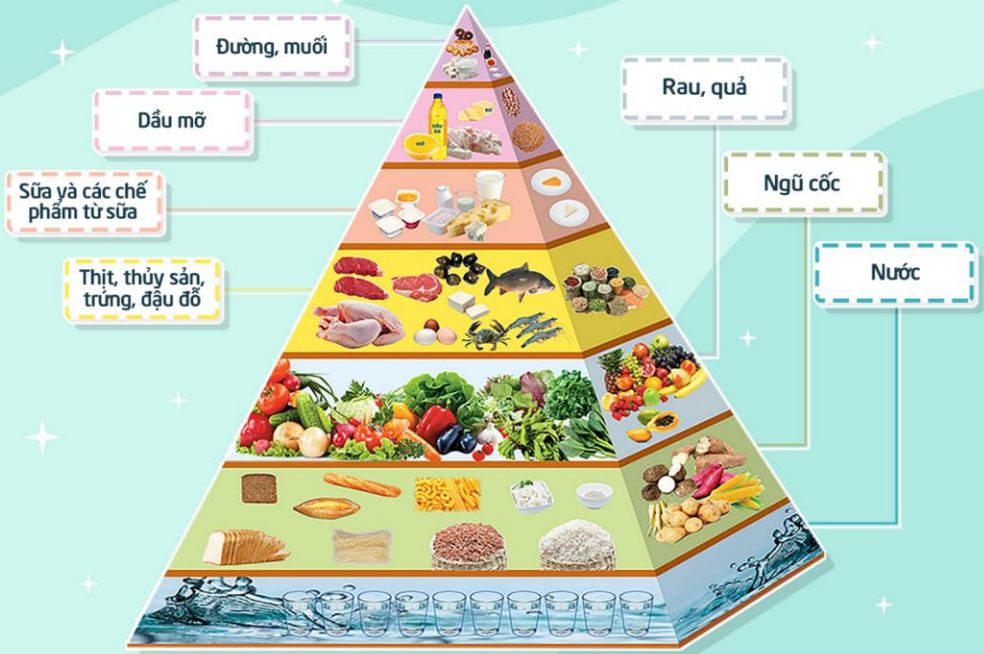 Đường, muối
Dầu mỡ
Sữa và các chế
phẩm từ sữa
Thịt, thủy sản,
trứng, đậu đỗ
Rau, quả
Ngũ cốc
Nước